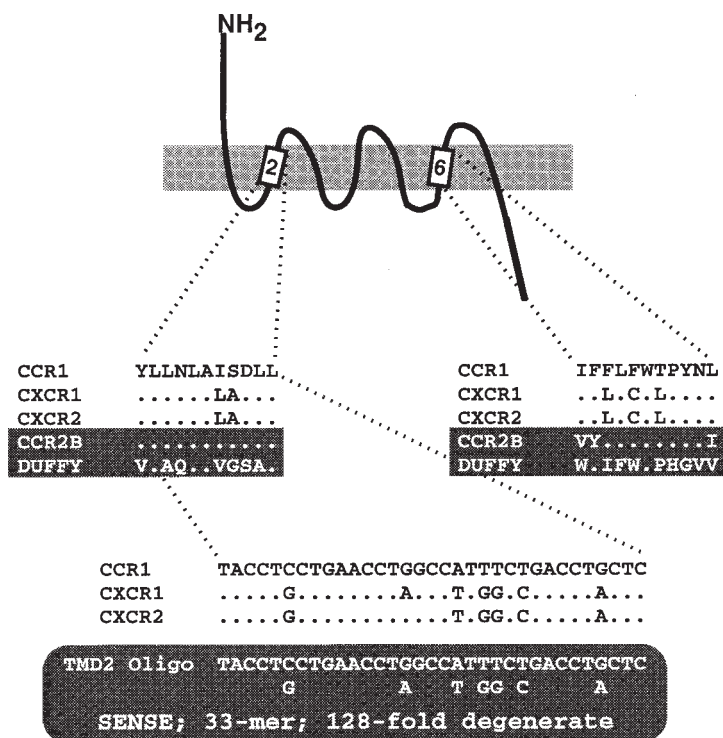 NH2
2
6
CCR1 YLLNLAISDLL
CXCR1 ......LA...
CXCR2 ......LA...
CCR2B ...........
DUFFY V.AQ..VGSA.
CCR1 IFFLFWTPYNL
CXCR1 ..L.C.L....
CXCR2 ..L.C.L....
CCR2B VY........I
DUFFY W.IFW.PHGVV
CCR1 TACCTCCTGAACCTGGCCATTTCTGACCTGCTC
CXCR1 .....G........A...T.GG.C.....A...
CXCR2 .....G............T.GG.C.....A...
TMD2 Oligo TACCTCCTGAACCTGGCCATTTCTGACCTGCTC
G A T GG C A
SENSE; 33-mer; 128-fold degenerate